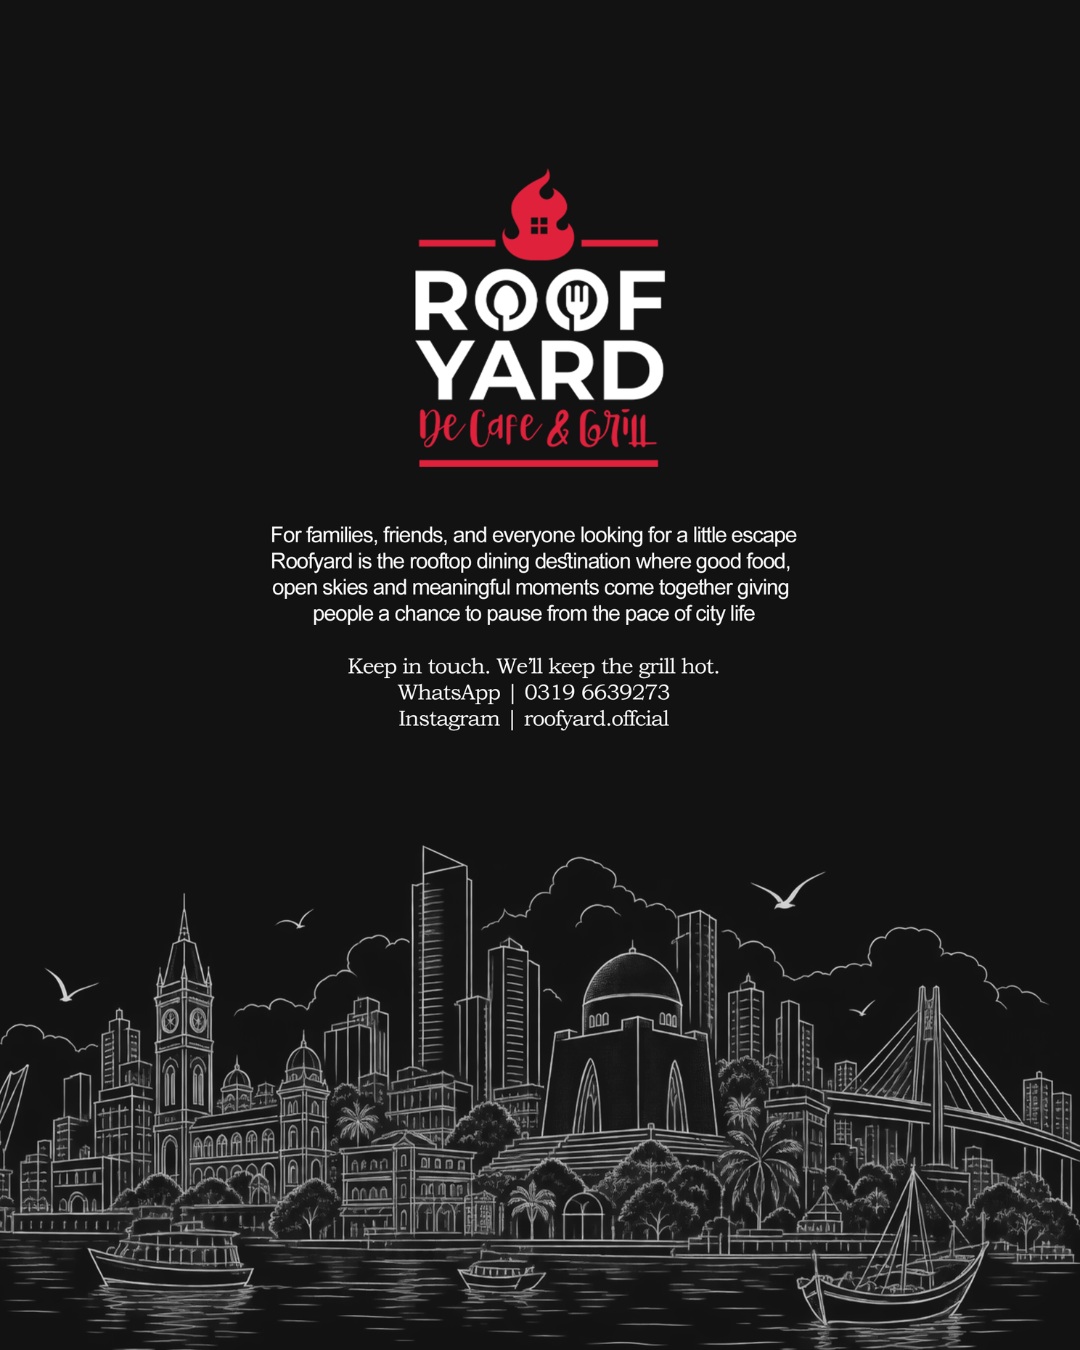 ROOF
YARD
De Cafe & Grill
For families, friends, and everyone looking for a little escape
Roofyard is the rooftop dining destination where good food,
open skies and meaningful moments come together giving
people a chance to pause from the pace of city life
Keep in touch. We’ll keep the grill hot.
WhatsApp | 0319 6639273
Instagram | roofyard.offcial